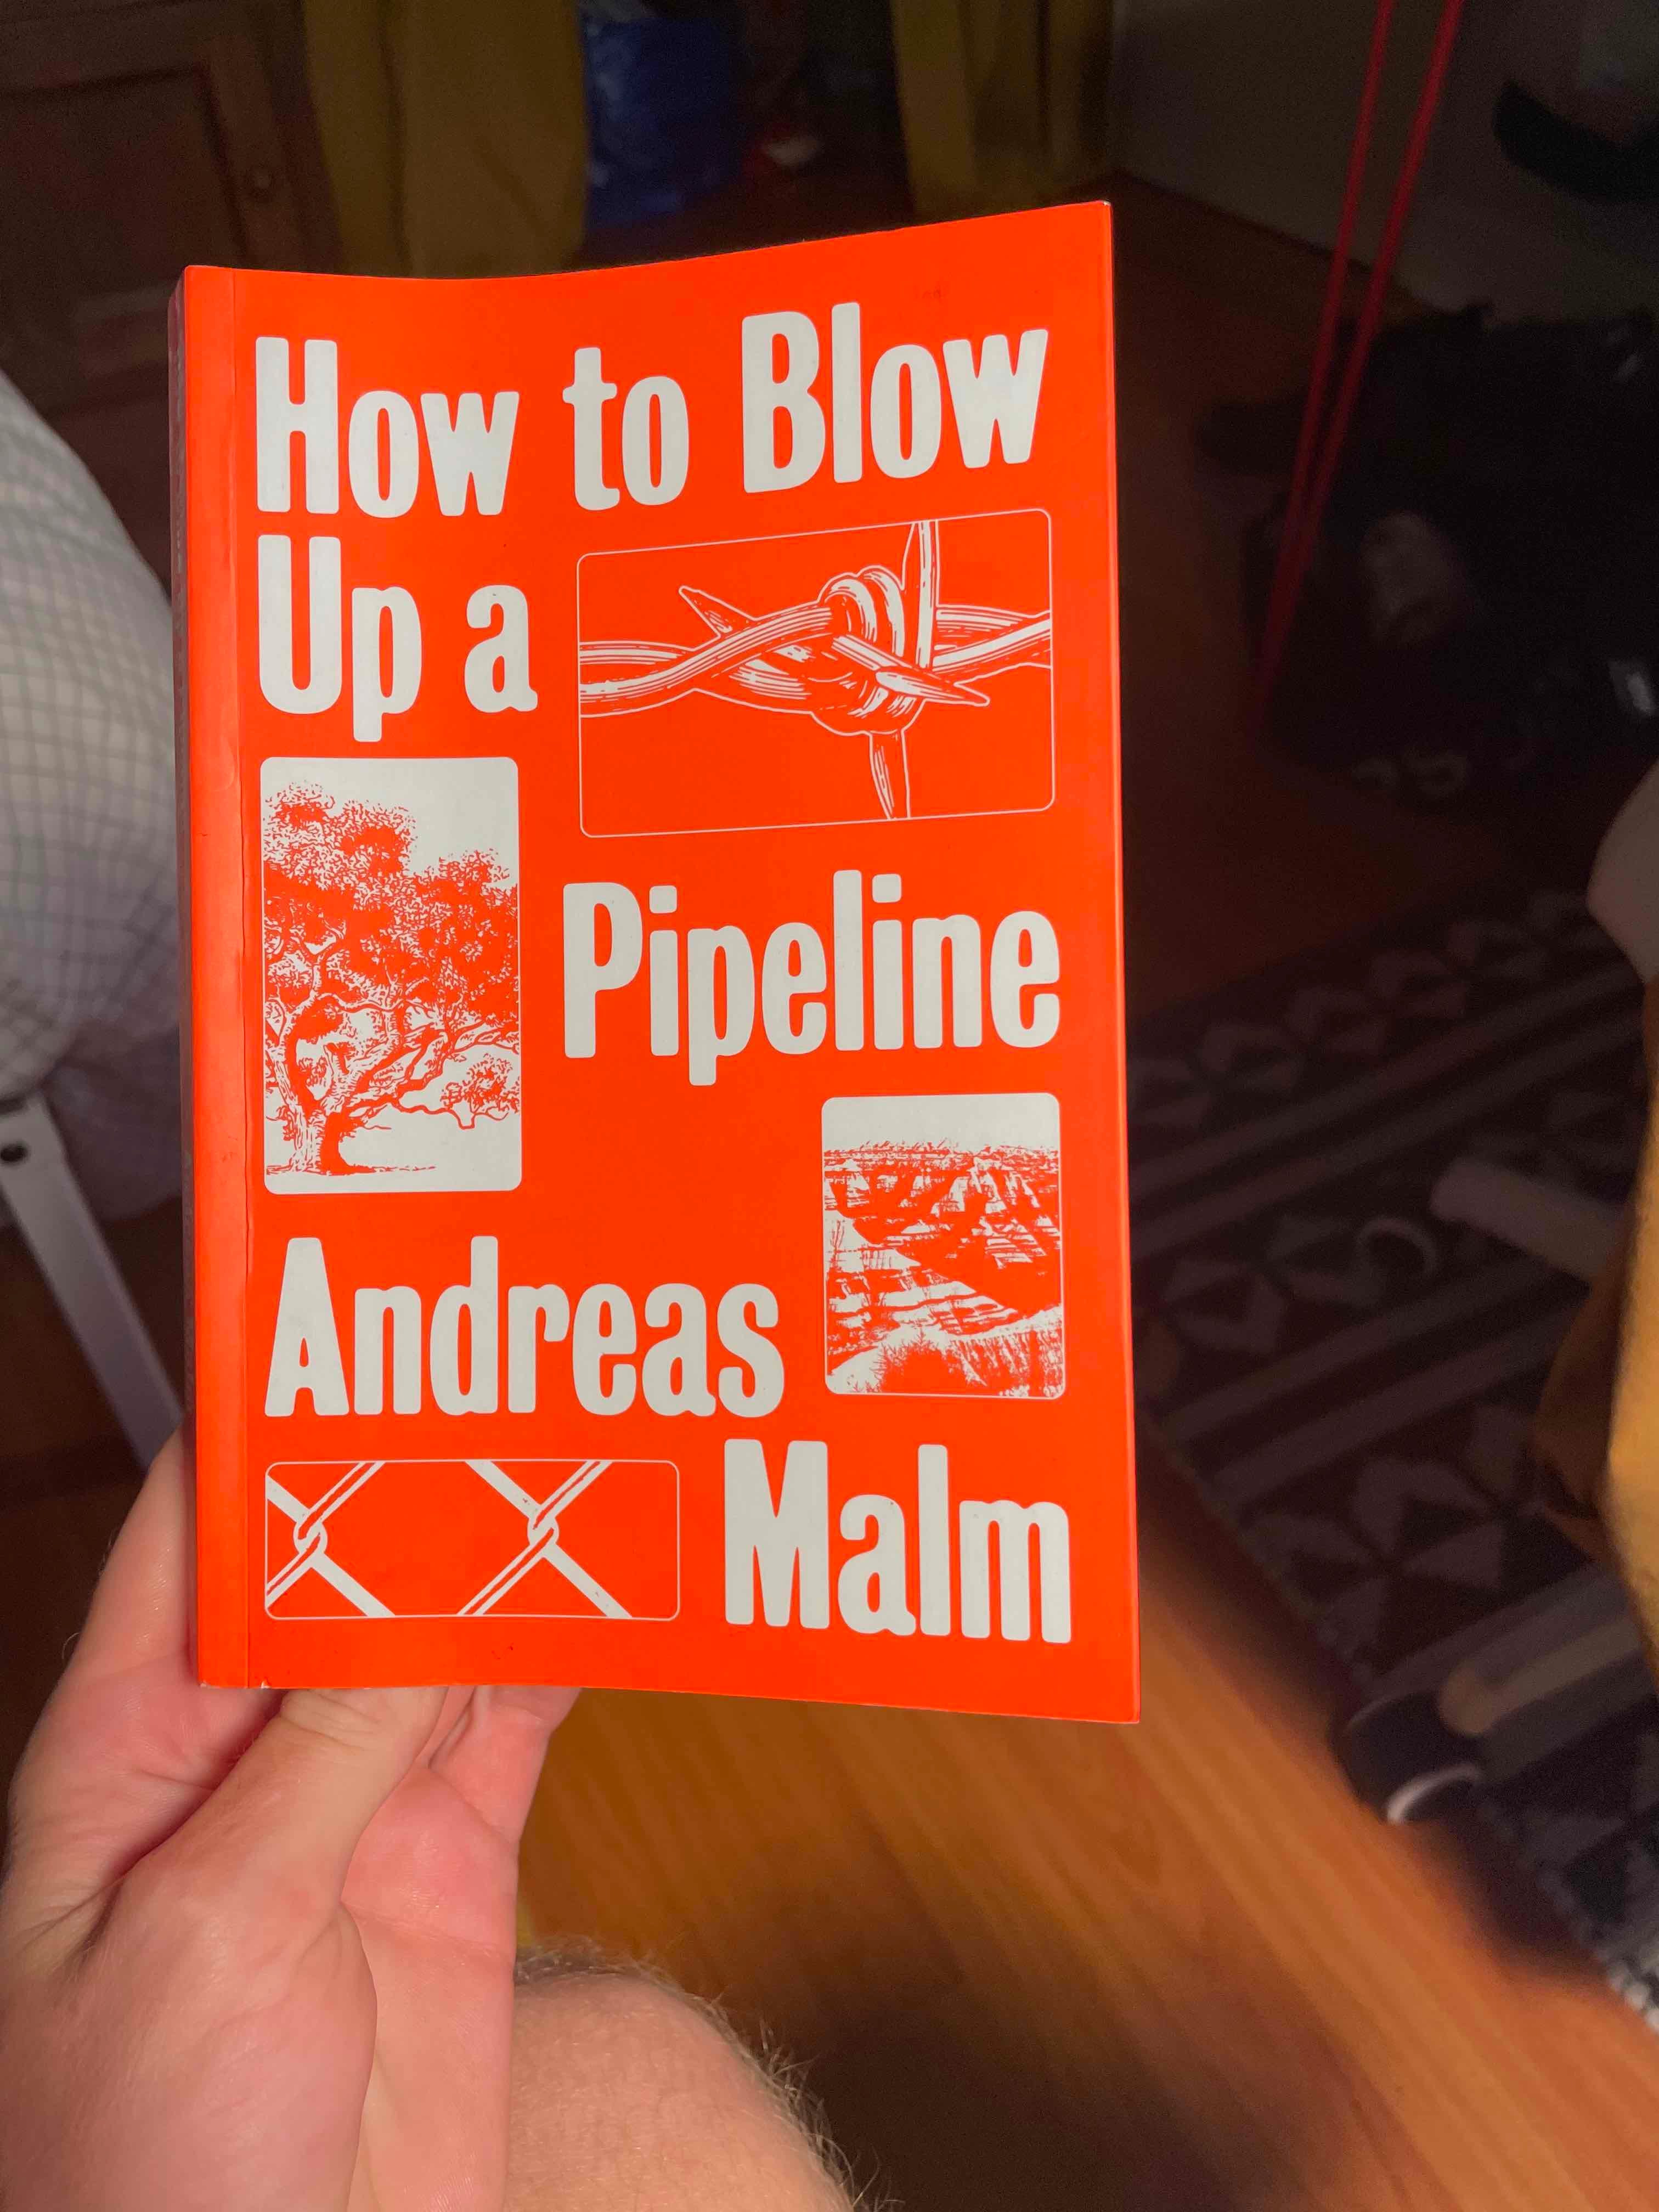 How to Blow
Up a
Pipeline
Andreas
Malm